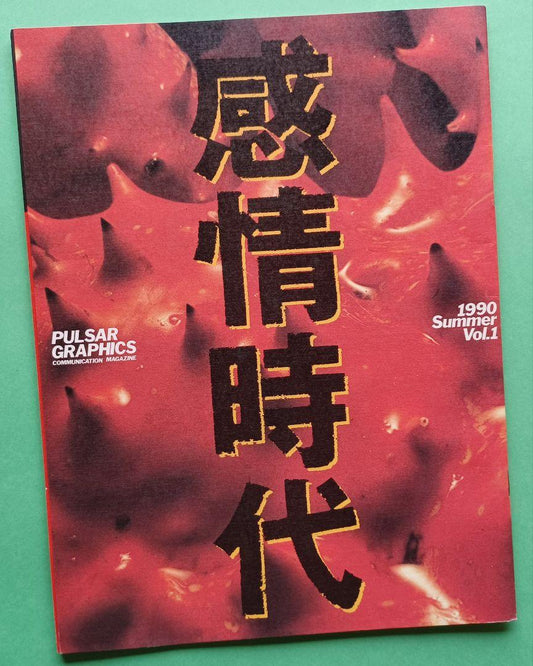 感情時代
PULSAR
GRAPHICS
COMMUNICATION MAGAZINE
1990
Summer
Vol.1